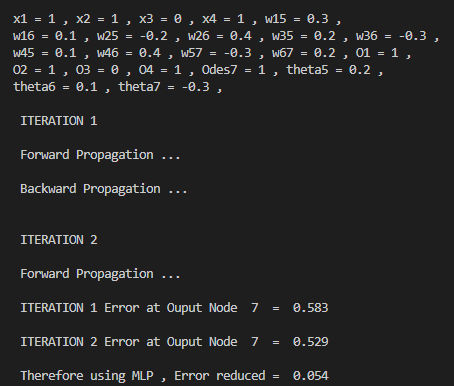 x1 = 1 , x2 = 1 , x3 = 0 , x4 = 1 , w15 = 0.3 ,
w16 = 0.1 , w25 = -0.2 , w26 = 0.4 , w35 = 0.2 , w36 = -0.3 ,
w45 = 0.1 , w46 = 0.4 , w57 = -0.3 , w67 = 0.2 , O1 = 1 ,
O2 = 1 , O3 = 0 , O4 = 1 , Odes7 = 1 , theta5 = 0.2 ,
theta6 = 0.1 , theta7 = -0.3 ,
ITERATION 1
Forward Propagation ...
Backward Propagation ...
ITERATION 2
Forward Propagation ...
ITERATION 1 Error at Ouput Node 7 = 0.583
ITERATION 2 Error at Ouput Node 7 = 0.529
Therefore using MLP , Error reduced = 0.054